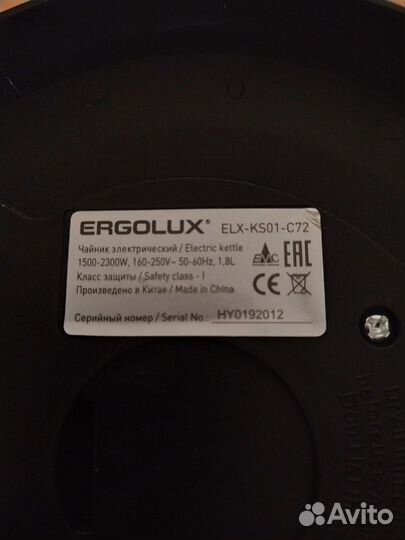 ERGOLUX® ELX-KS01-C72
Чайник электрический / Electric kettle
1500-2300W, 160-250V~ 50-60Hz, 1,8L
Класс защиты / Safety class - I
Произведено в Китае / Made in China
EMC
EAC
Серийный номер / Serial No.: HY0192012
Avito